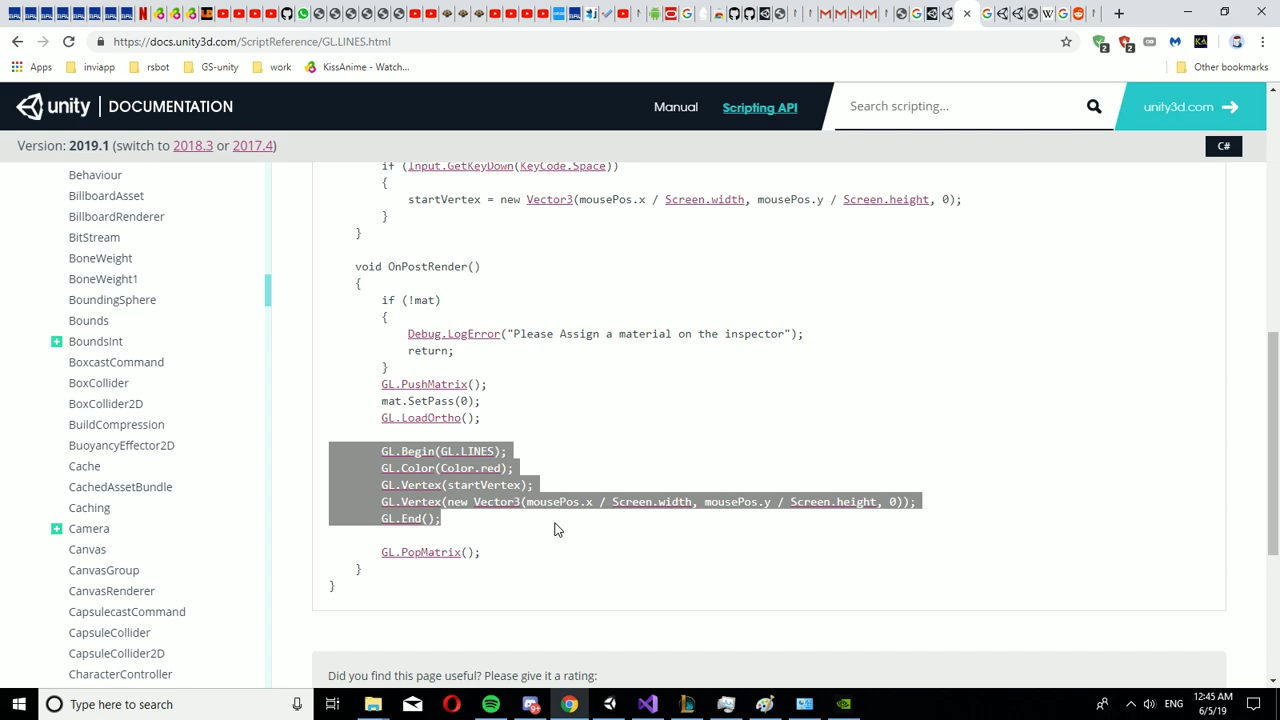 https://docs.unity3d.com/ScriptReference/GL.LINES.html
Apps
inviapp
rsbot
GS-unity
work
KissAnime - Watch...
Other bookmarks
unity | DOCUMENTATION
Manual
Scripting API
Search scripting...
unity3d.com
Version: 2019.1 (switch to 2018.3 or 2017.4)
C#
Behaviour
BillboardAsset
BillboardRenderer
BitStream
BoneWeight
BoneWeight1
BoundingSphere
Bounds
BoundsInt
BoxcastCommand
BoxCollider
BoxCollider2D
BuildCompression
BuoyancyEffector2D
Cache
CachedAssetBundle
Caching
Camera
Canvas
CanvasGroup
CanvasRenderer
CapsulecastCommand
CapsuleCollider
CapsuleCollider2D
CharacterController
if (Input.GetKeyDown(KeyCode.Space))
{
startVertex = new Vector3(mousePos.x / Screen.width, mousePos.y / Screen.height, 0);
}
}
void OnPostRender()
{
if (!mat)
{
Debug.LogError("Please Assign a material on the inspector");
return;
}
GL.PushMatrix();
mat.SetPass(0);
GL.LoadOrtho();
GL.Begin(GL.LINES);
GL.Color(Color.red);
GL.Vertex(startVertex);
GL.Vertex(new Vector3(mousePos.x / Screen.width, mousePos.y / Screen.height, 0));
GL.End();
GL.PopMatrix();
}
}
Did you find this page useful? Please give it a rating:
Type here to search
ENG
12:45 AM
6/5/19